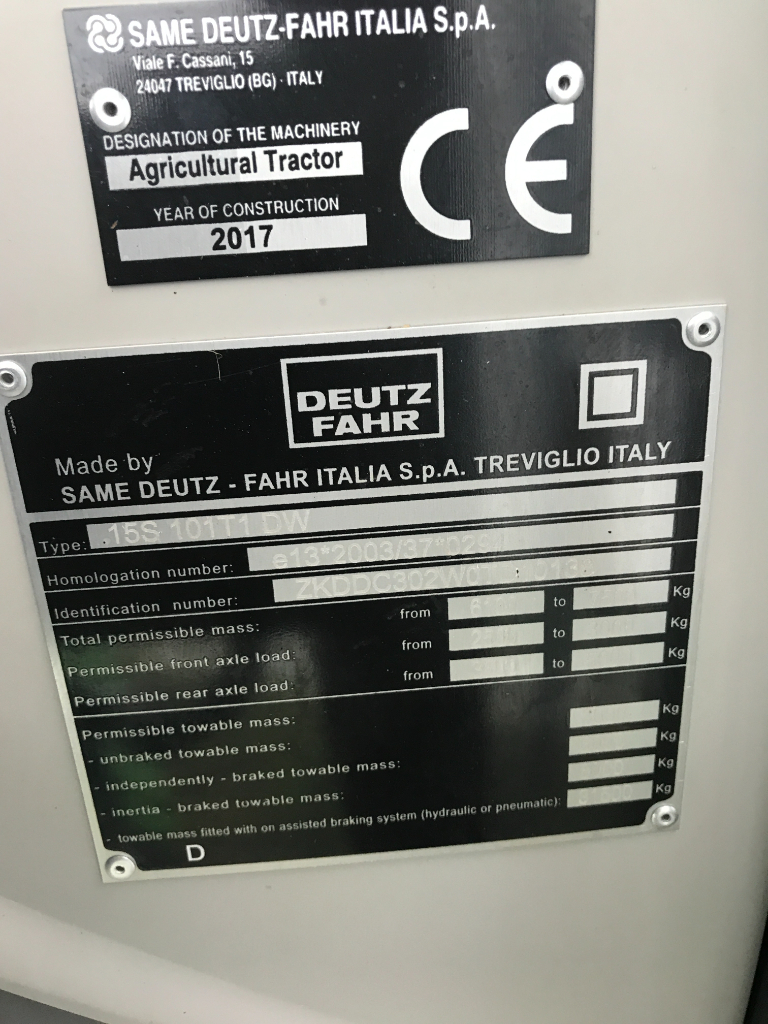 SAME DEUTZ-FAHR ITALIA S.p.A.
Viale F. Cassani, 15
24047 TREVIGLIO (BG) - ITALY
DESIGNATION OF THE MACHINERY
Agricultural Tractor
YEAR OF CONSTRUCTION
2017
CE
DEUTZ
FAHR
Made by
SAME DEUTZ - FAHR ITALIA S.p.A. TREVIGLIO ITALY
Type: 15S 101T1 DW
Homologation number:
Identification number:
Total permissible mass: from to Kg
Permissible front axle load: from to Kg
Permissible rear axle load: from to Kg
Permissible towable mass:
- unbraked towable mass: Kg
- independently - braked towable mass: Kg
- inertia - braked towable mass: Kg
- towable mass fitted with on assisted braking system (hydraulic or pneumatic): Kg
D